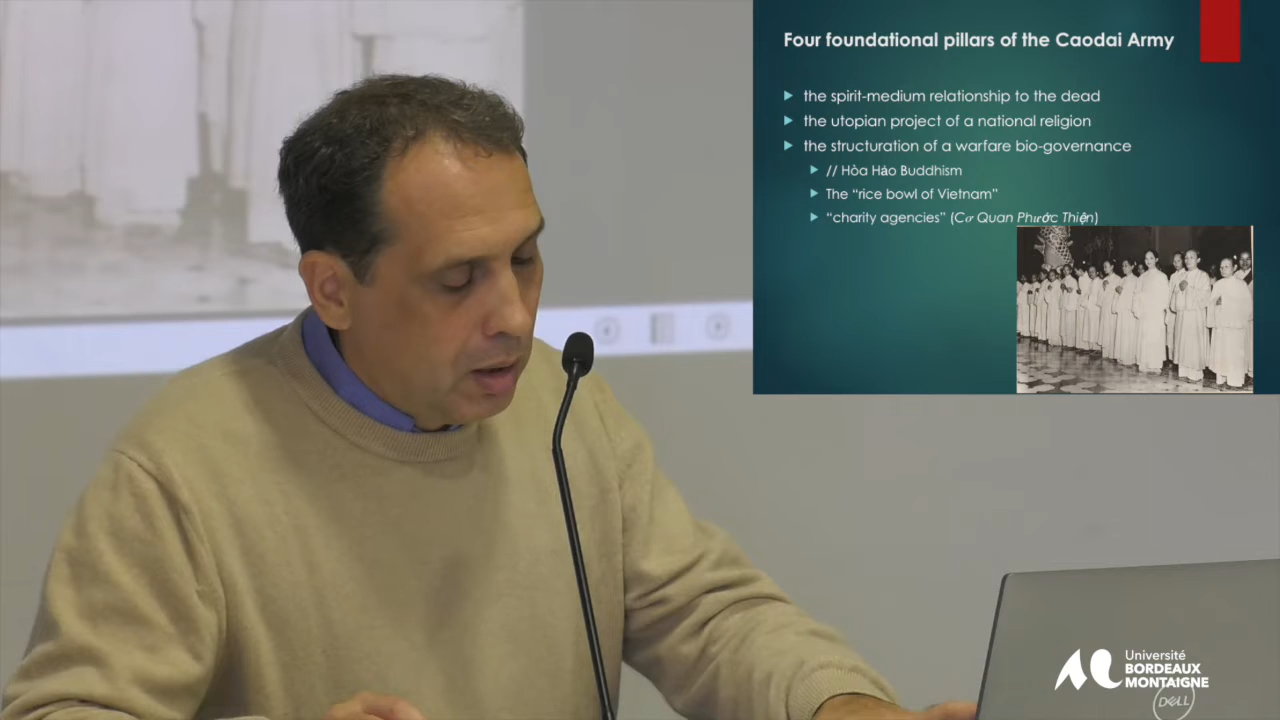 Four foundational pillars of the Caodai Army
the spirit-medium relationship to the dead
the utopian project of a national religion
the structuration of a warfare bio-governance
// Hòa Hảo Buddhism
The “rice bowl of Vietnam”
“charity agencies” (Cơ Quan Phước Thiện)
Université
BORDEAUX
MONTAIGNE
DELL